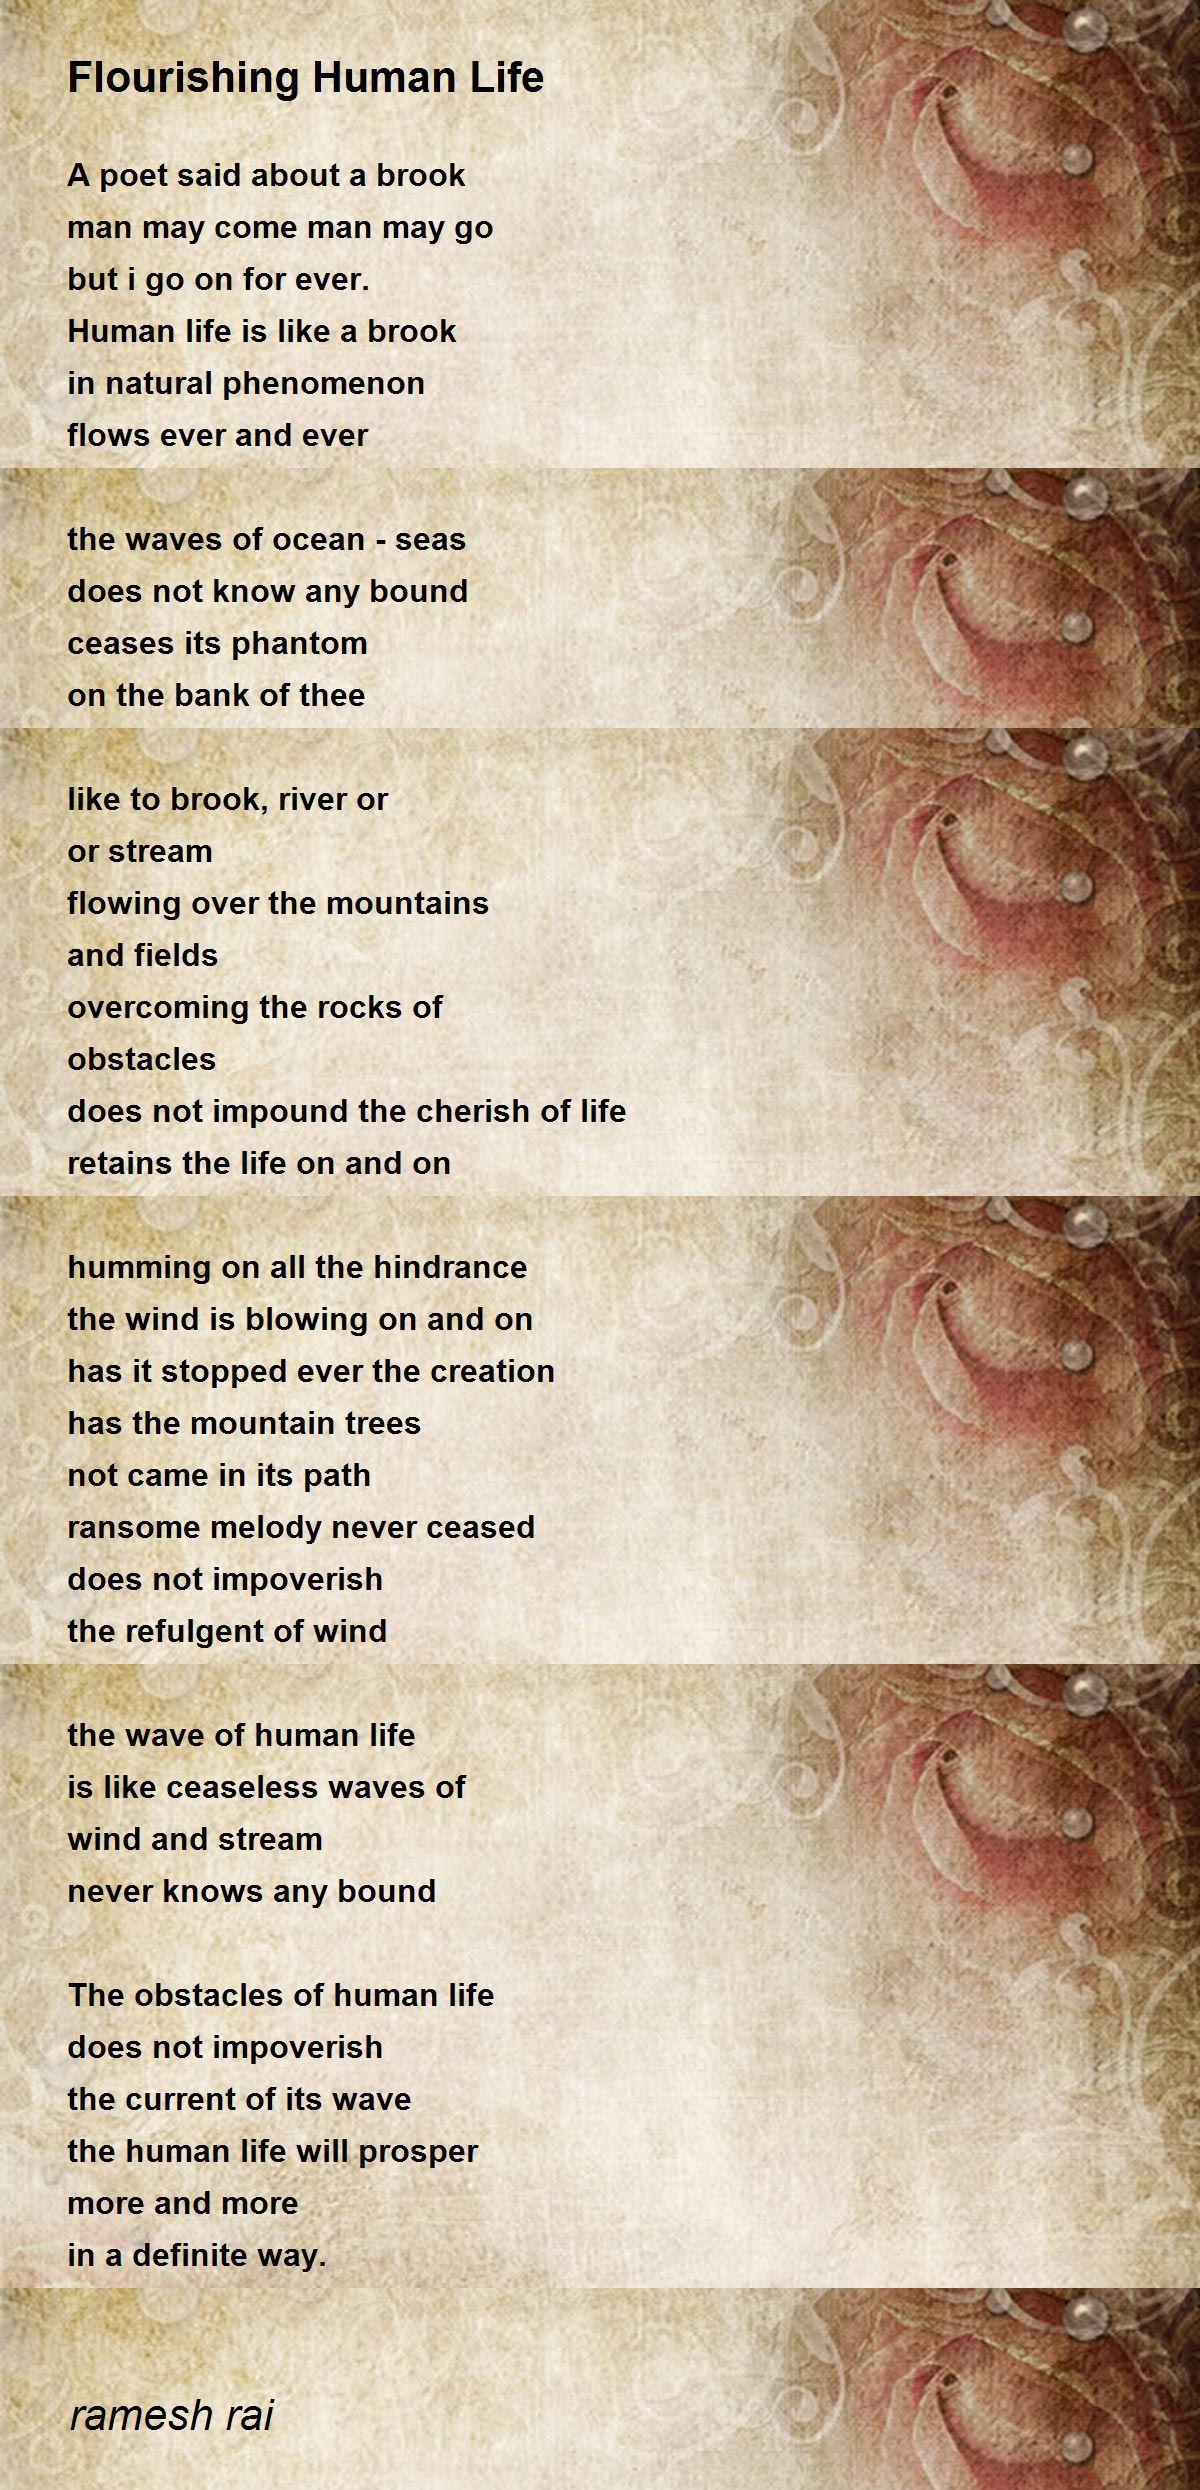 Flourishing Human Life
A poet said about a brook
man may come man may go
but i go on for ever.
Human life is like a brook
in natural phenomenon
flows ever and ever
the waves of ocean - seas
does not know any bound
ceases its phantom
on the bank of thee
like to brook, river or
or stream
flowing over the mountains
and fields
overcoming the rocks of
obstacles
does not impound the cherish of life
retains the life on and on
humming on all the hindrance
the wind is blowing on and on
has it stopped ever the creation
has the mountain trees
not came in its path
ransome melody never ceased
does not impoverish
the refulgent of wind
the wave of human life
is like ceaseless waves of
wind and stream
never knows any bound
The obstacles of human life
does not impoverish
the current of its wave
the human life will prosper
more and more
in a definite way.
ramesh rai